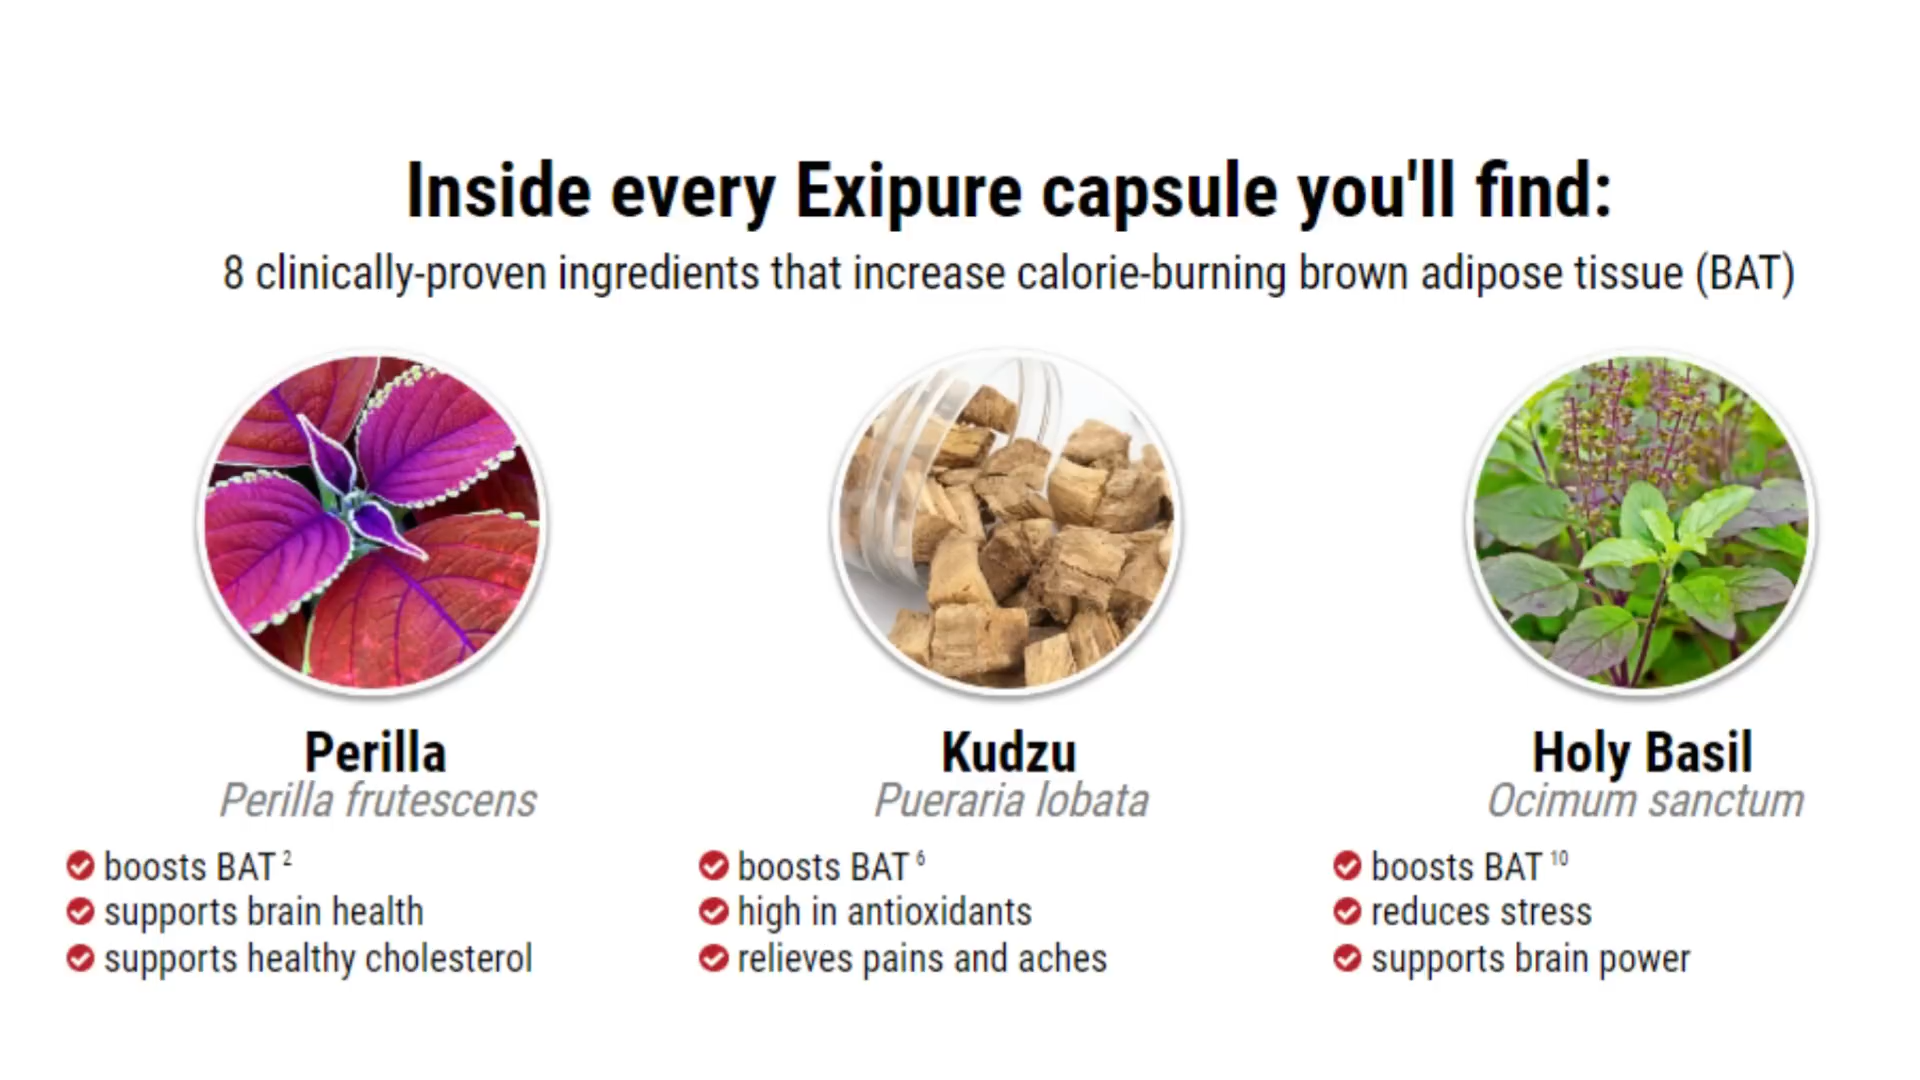 Inside every Exipure capsule you'll find:
8 clinically-proven ingredients that increase calorie-burning brown adipose tissue (BAT)
Perilla
Perilla frutescens
boosts BAT 2
supports brain health
supports healthy cholesterol
Kudzu
Pueraria lobata
boosts BAT 6
high in antioxidants
relieves pains and aches
Holy Basil
Ocimum sanctum
boosts BAT 10
reduces stress
supports brain power